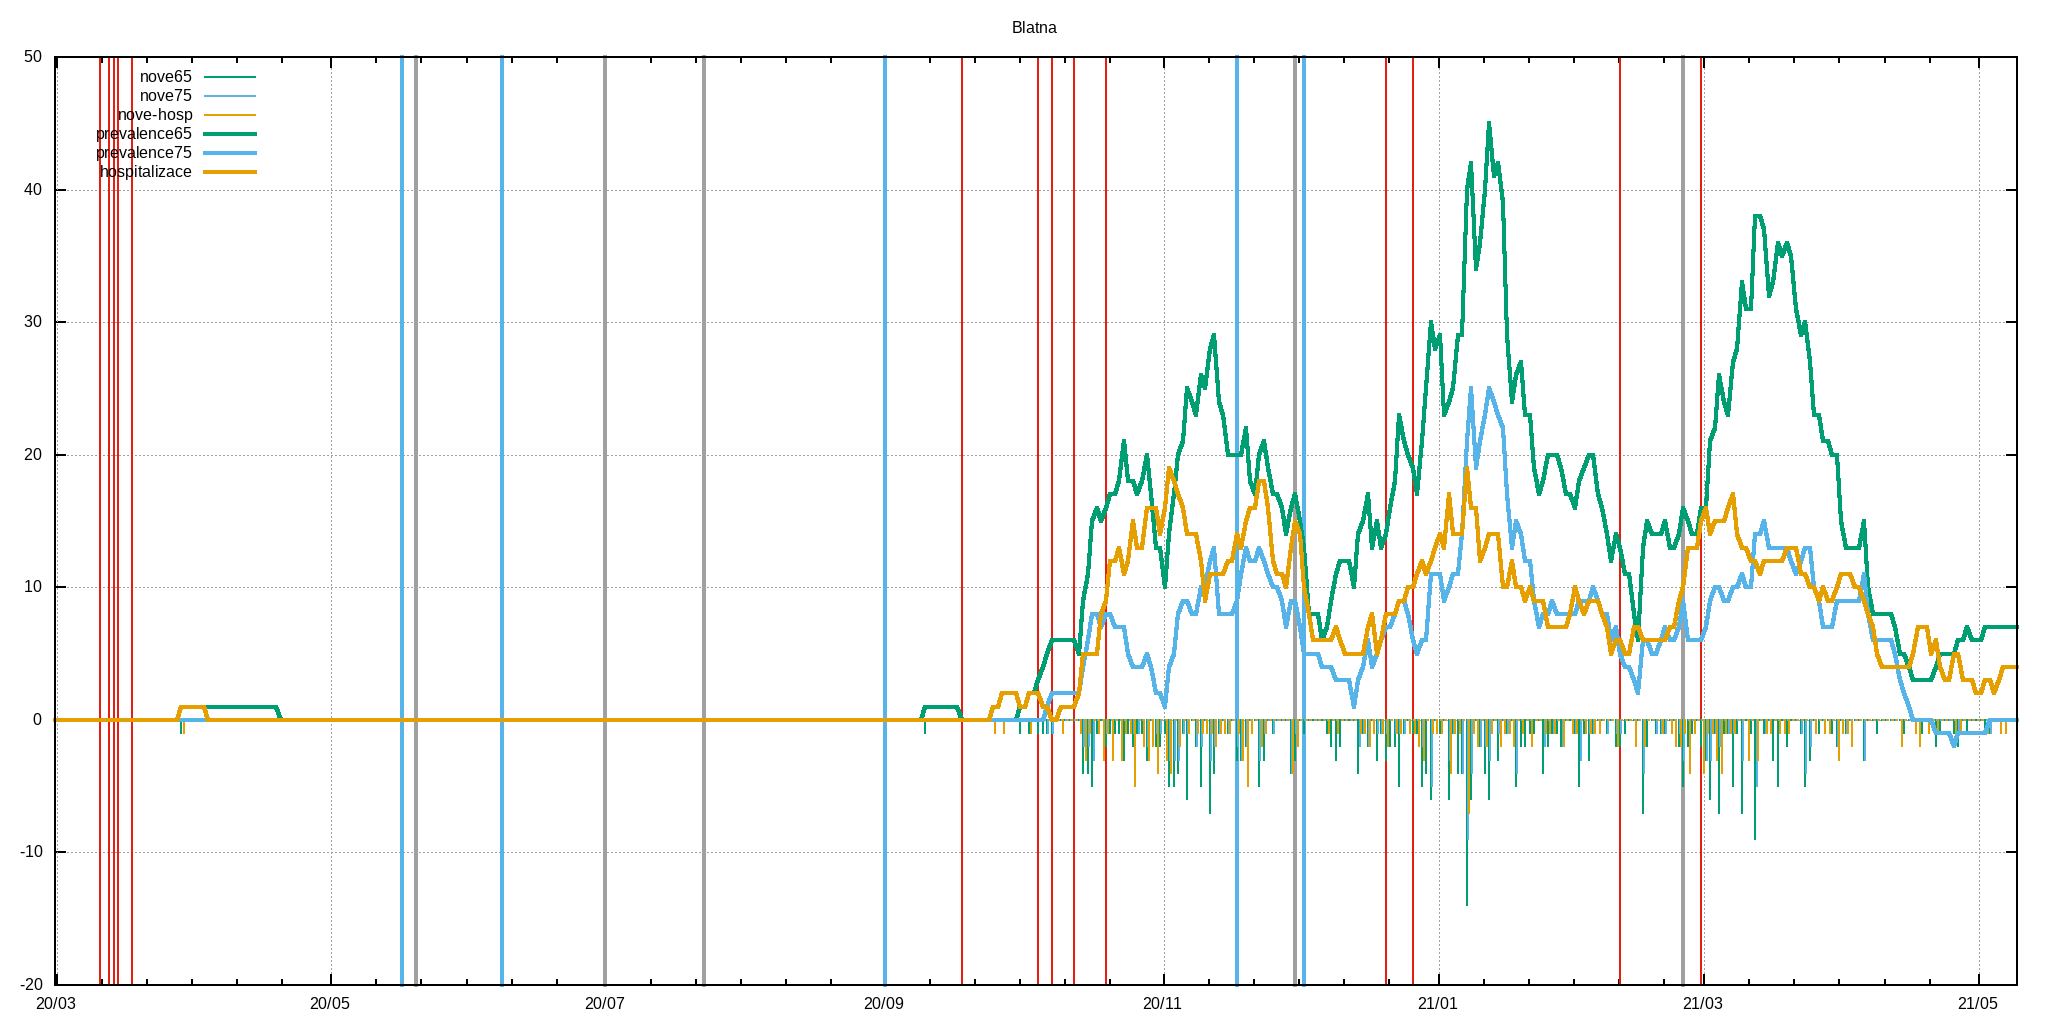 Blatna
nove65
nove75
nove-hosp
prevalence65
prevalence75
hospitalizace
50
40
30
20
10
0
-10
-20
20/03 20/05 20/07 20/09 20/11 21/01 21/03 21/05